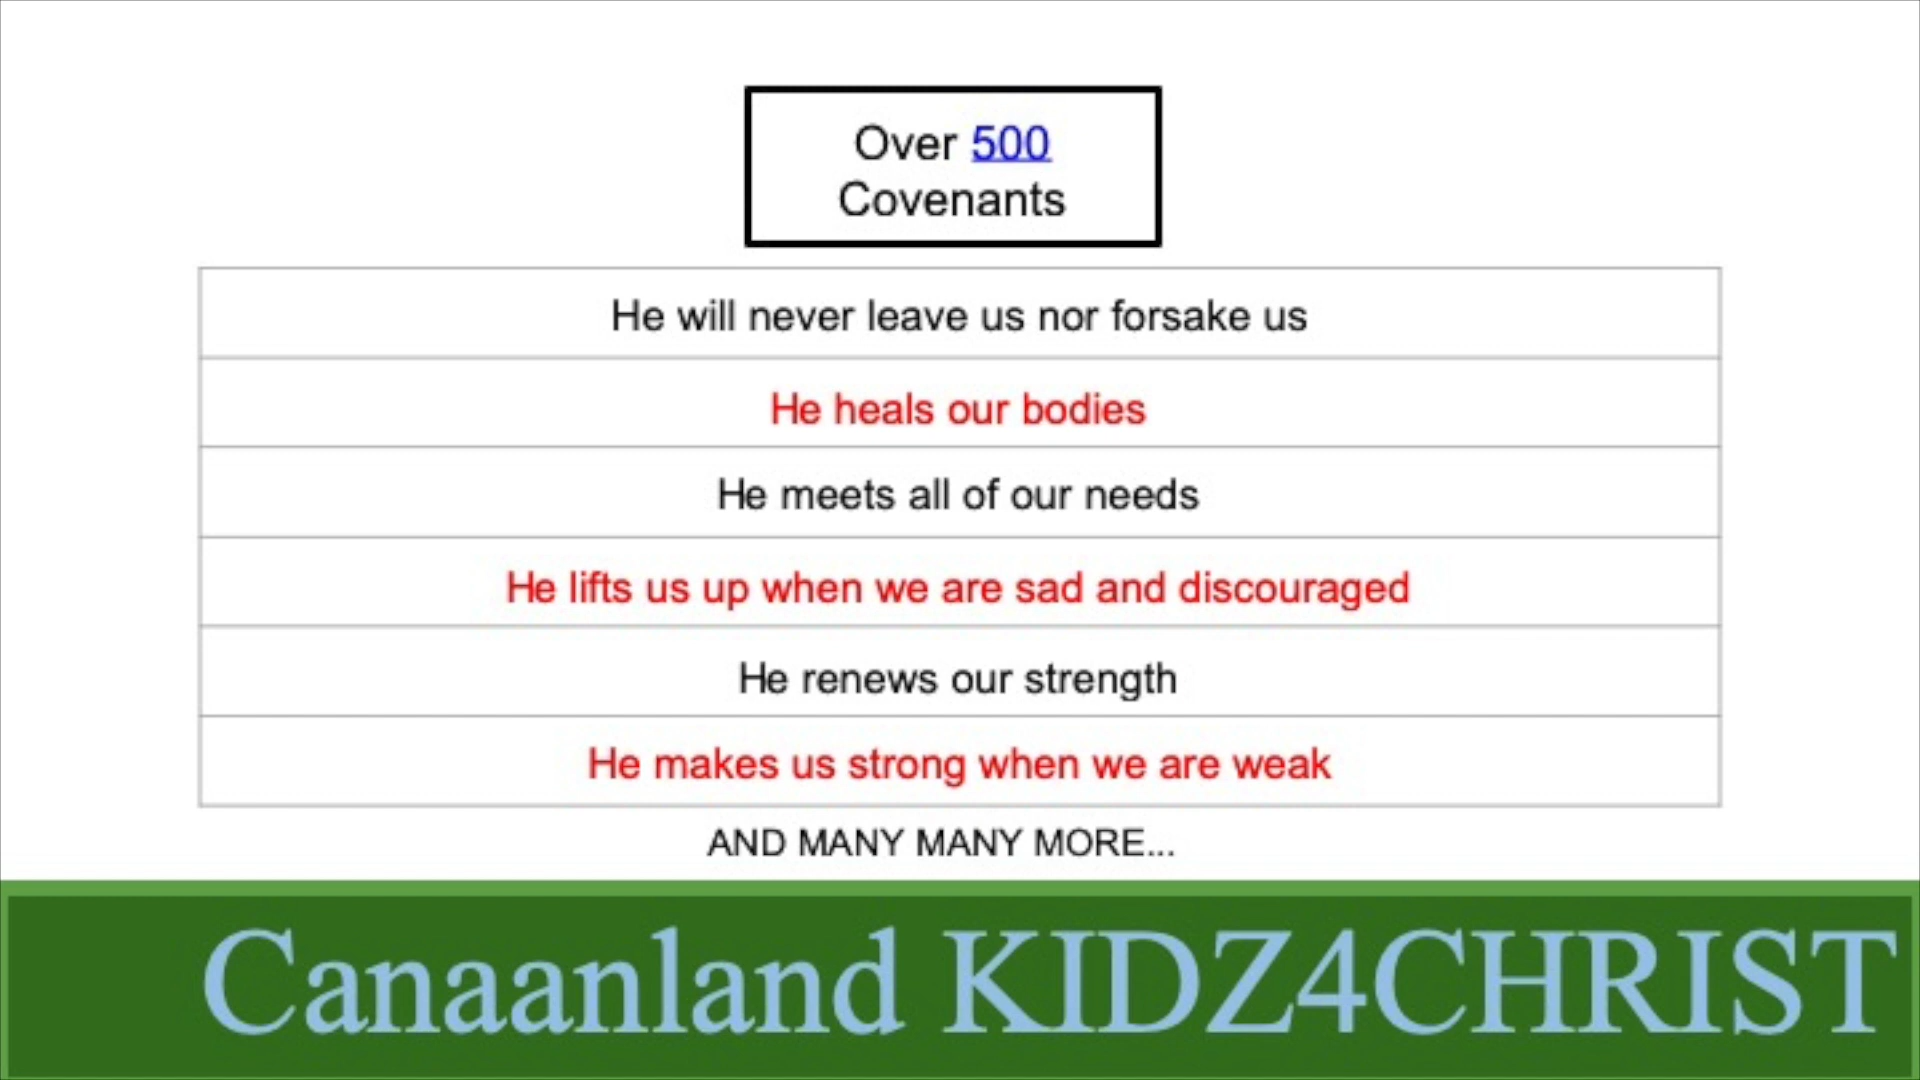 Over 500
Covenants
He will never leave us nor forsake us
He heals our bodies
He meets all of our needs
He lifts us up when we are sad and discouraged
He renews our strength
He makes us strong when we are weak
AND MANY MANY MORE...
Canaanland KIDZ4CHRIST